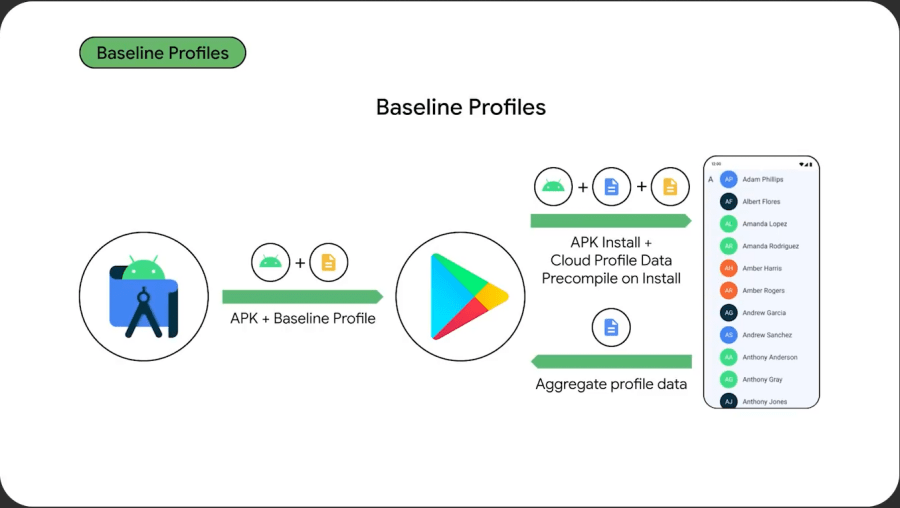 Baseline Profiles
Baseline Profiles
+
APK + Baseline Profile
+ +
APK Install +
Cloud Profile Data
Precompile on Install
Aggregate profile data
12:00
A
AP Adam Phillips
AF Albert Flores
AL Amanda Lopez
AR Amanda Rodriguez
AH Amber Harris
AR Amber Rogers
AG Andrew Garcia
AS Andrew Sanchez
AA Anthony Anderson
AG Anthony Gray
AJ Anthony Jones